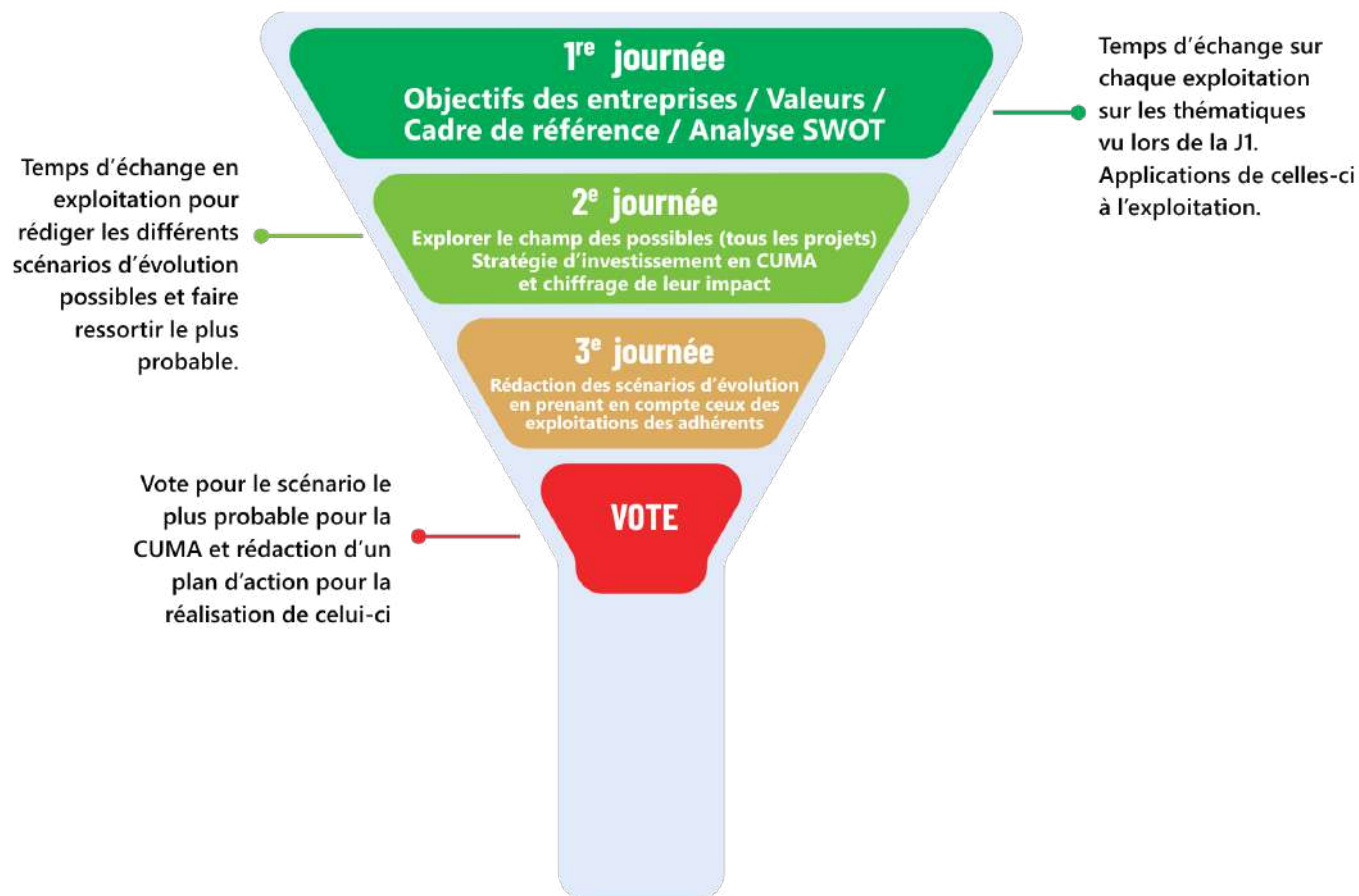 1re journée
Objectifs des entreprises / Valeurs /
Cadre de référence / Analyse SWOT
Temps d’échange sur
chaque exploitation
sur les thématiques
vu lors de la J1.
Applications de celles-ci
à l’exploitation.
2e journée
Explorer le champ des possibles (tous les projets)
Stratégie d’investissement en CUMA
et chiffrage de leur impact
Temps d’échange en
exploitation pour
rédiger les différents
scénarios d’évolution
possibles et faire
ressortir le plus
probable.
3e journée
Rédaction des scénarios d’évolution
en prenant en compte ceux des
exploitations des adhérents
VOTE
Vote pour le scénario le
plus probable pour la
CUMA et rédaction d’un
plan d’action pour la
réalisation de celui-ci